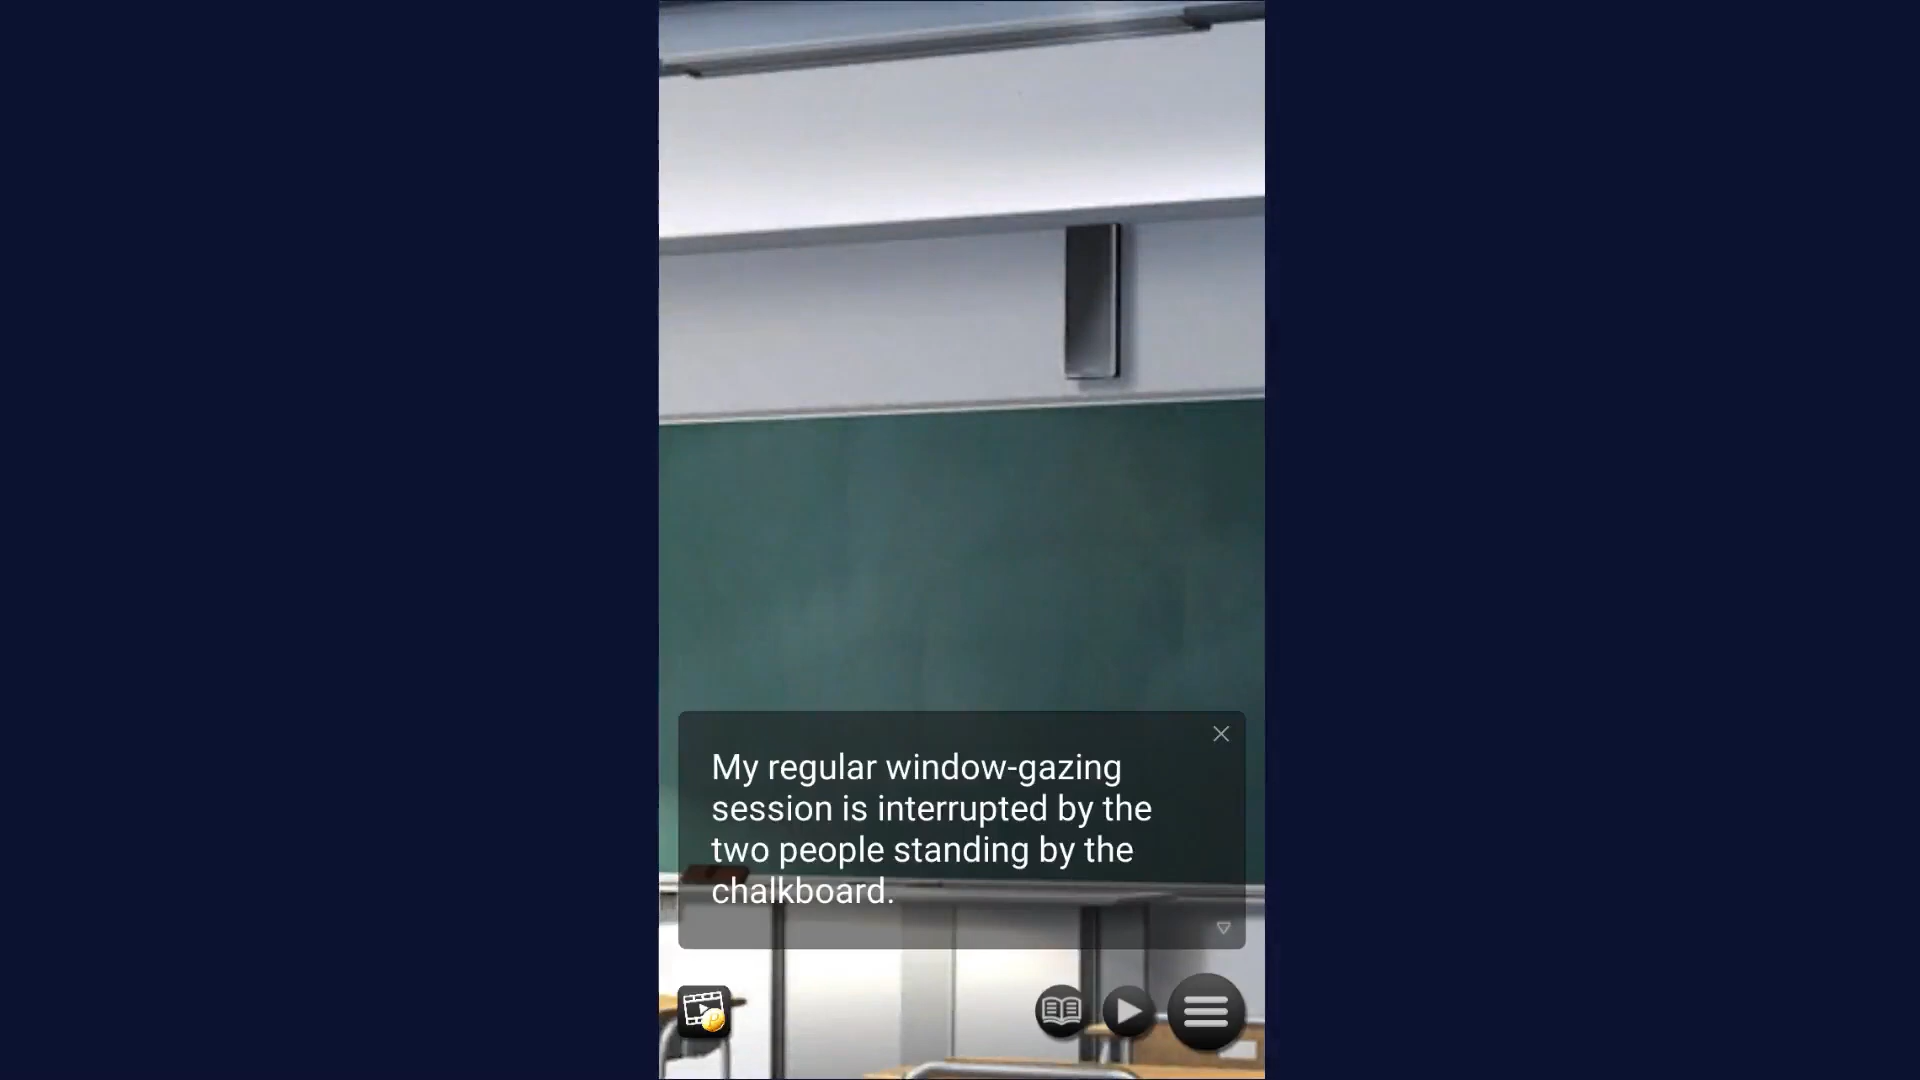 My regular window-gazing
session is interrupted by the
two people standing by the
chalkboard.